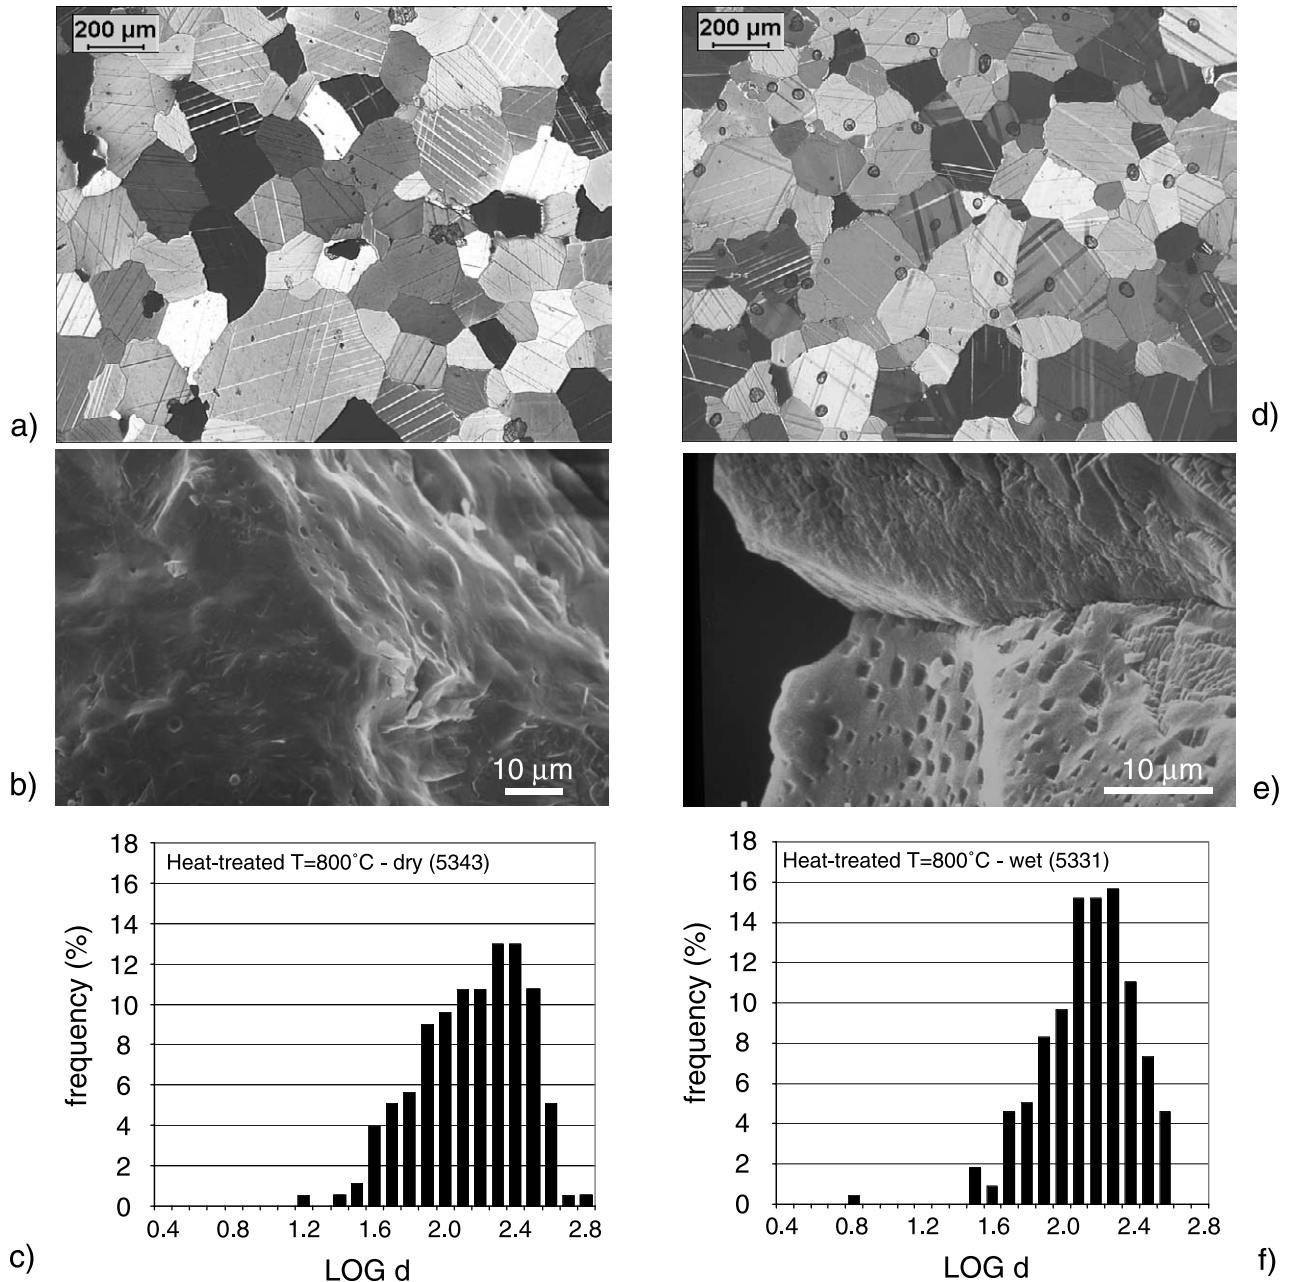 200 µm
200 µm
a)
d)
10 µm
10 µm
b)
e)
Heat-treated T=800˚C - dry (5343)
18
16
14
12
10
8
6
4
2
0
frequency (%)
0.4 0.8 1.2 1.6 2.0 2.4 2.8
LOG d
c)
Heat-treated T=800˚C - wet (5331)
18
16
14
12
10
8
6
4
2
0
frequency (%)
0.4 0.8 1.2 1.6 2.0 2.4 2.8
LOG d
f)